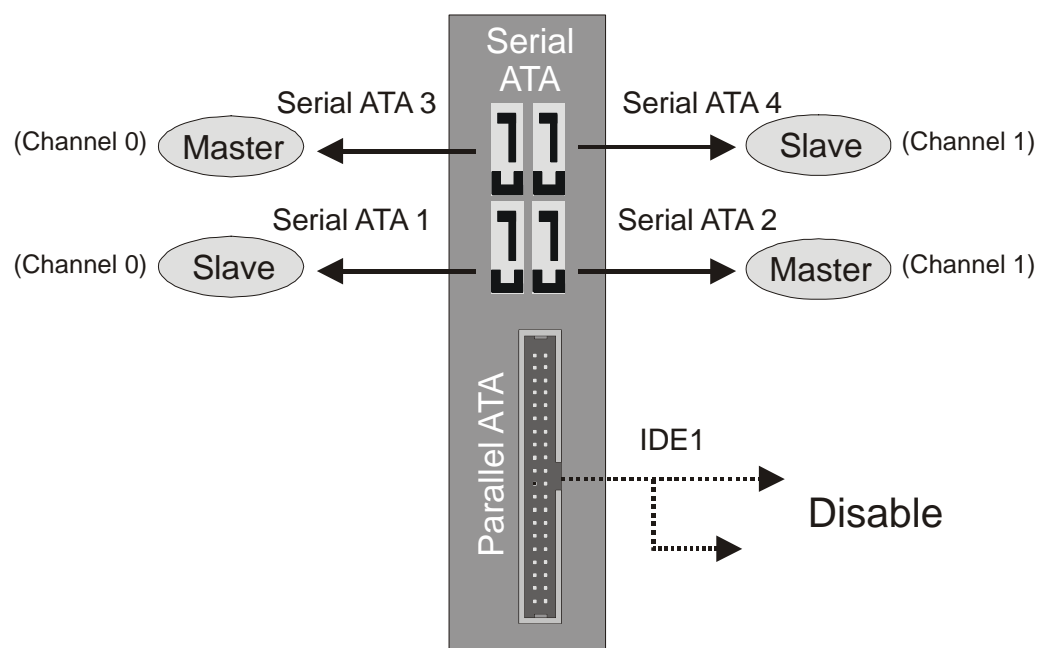 Serial
ATA
Serial ATA 3
Serial ATA 4
(Channel 0)
Master
Slave
(Channel 1)
Serial ATA 1
Serial ATA 2
(Channel 0)
Slave
Master
(Channel 1)
Parallel ATA
IDE1
Disable